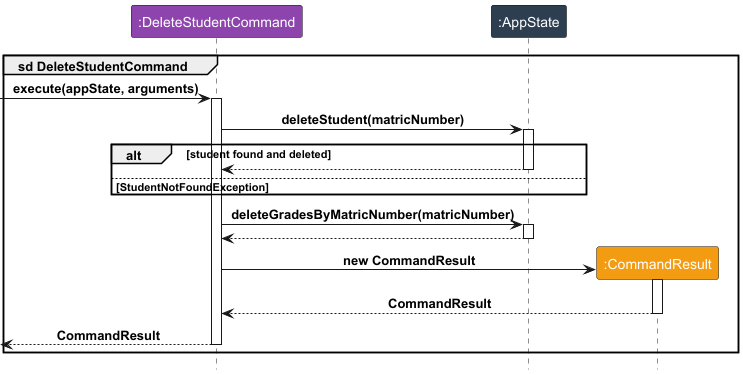 :DeleteStudentCommand
:AppState
sd DeleteStudentCommand
execute(appState, arguments)
deleteStudent(matricNumber)
alt
[student found and deleted]
[StudentNotFoundException]
deleteGradesByMatricNumber(matricNumber)
new CommandResult
:CommandResult
CommandResult
CommandResult